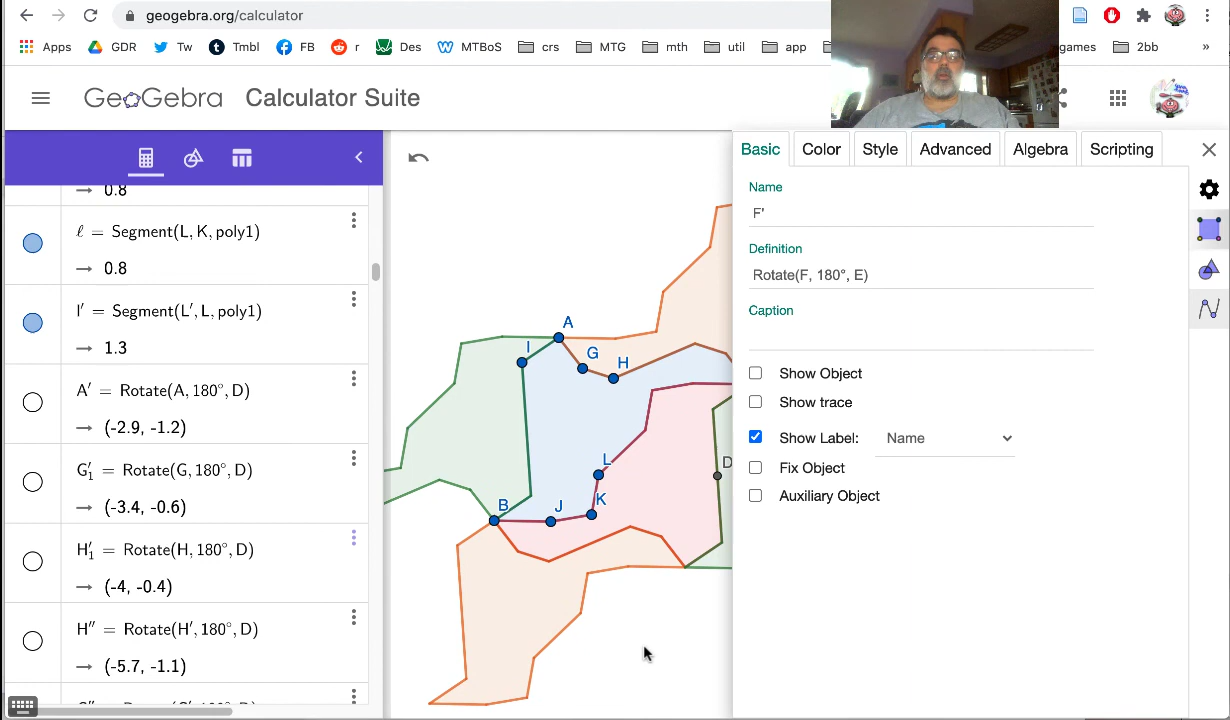 geogebra.org/calculator
Apps GDR Tw Tmbl FB r Des MTBoS crs MTG mth util app games 2bb »
GeoGebra Calculator Suite
→ 0.8
ℓ = Segment(L, K, poly1)
→ 0.8
l′ = Segment(L′, L, poly1)
→ 1.3
A′ = Rotate(A, 180°, D)
→ (-2.9, -1.2)
G′₁ = Rotate(G, 180°, D)
→ (-3.4, -0.6)
H′₁ = Rotate(H, 180°, D)
→ (-4, -0.4)
H″ = Rotate(H′, 180°, D)
→ (-5.7, -1.1)
A
I
G
H
L
D
B
J
K
Basic Color Style Advanced Algebra Scripting
Name
F'
Definition
Rotate(F, 180°, E)
Caption
Show Object
Show trace
Show Label: Name
Fix Object
Auxiliary Object